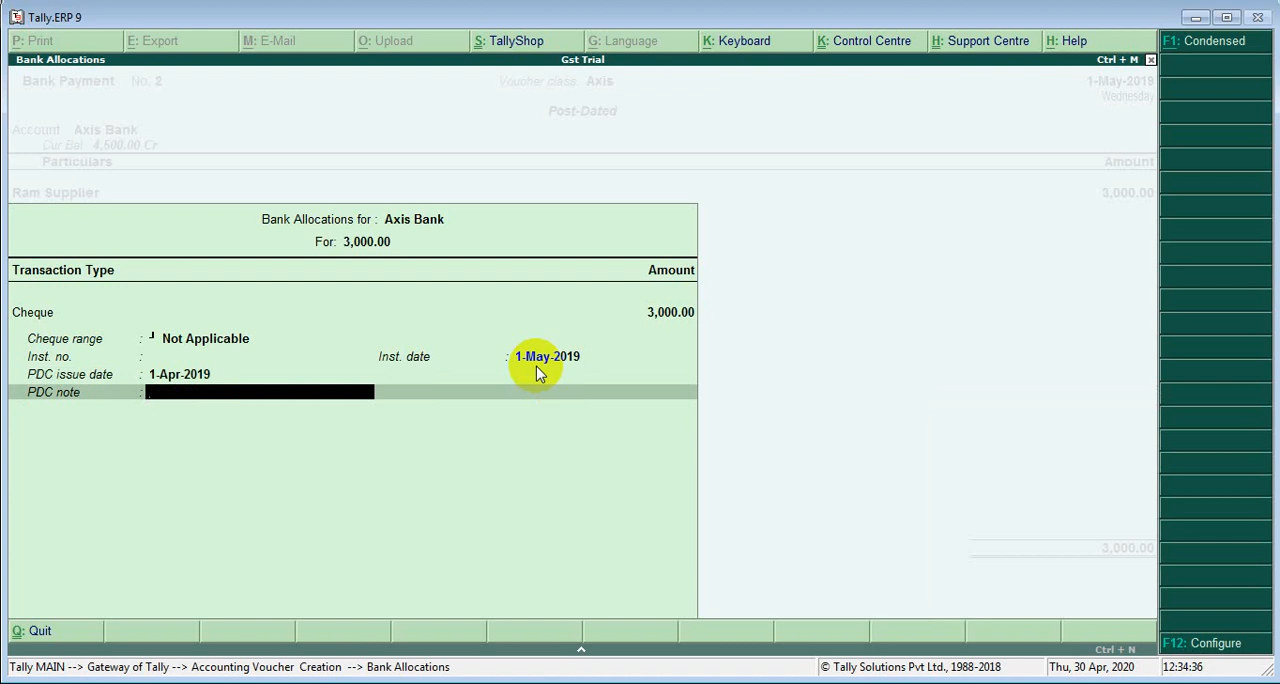 Tally.ERP 9
P: Print E: Export M: E-Mail O: Upload S: TallyShop G: Language K: Keyboard K: Control Centre H: Support Centre H: Help F1: Condensed
Bank Allocations Gst Trial Ctrl + M
Bank Payment No. 2 Voucher class: Axis 1-May-2019
Wednesday
Post-Dated
Account Axis Bank
Cur Bal: 4,500.00 Cr
Particulars Amount
Ram Supplier 3,000.00
Bank Allocations for : Axis Bank
For: 3,000.00
Transaction Type Amount
Cheque 3,000.00
Cheque range : ┘ Not Applicable
Inst. no. : Inst. date : 1-May-2019
PDC issue date : 1-Apr-2019
PDC note :
3,000.00
Q: Quit
F12: Configure
Ctrl + N
Tally MAIN --> Gateway of Tally --> Accounting Voucher Creation --> Bank Allocations © Tally Solutions Pvt Ltd., 1988-2018 Thu, 30 Apr, 2020 12:34:36